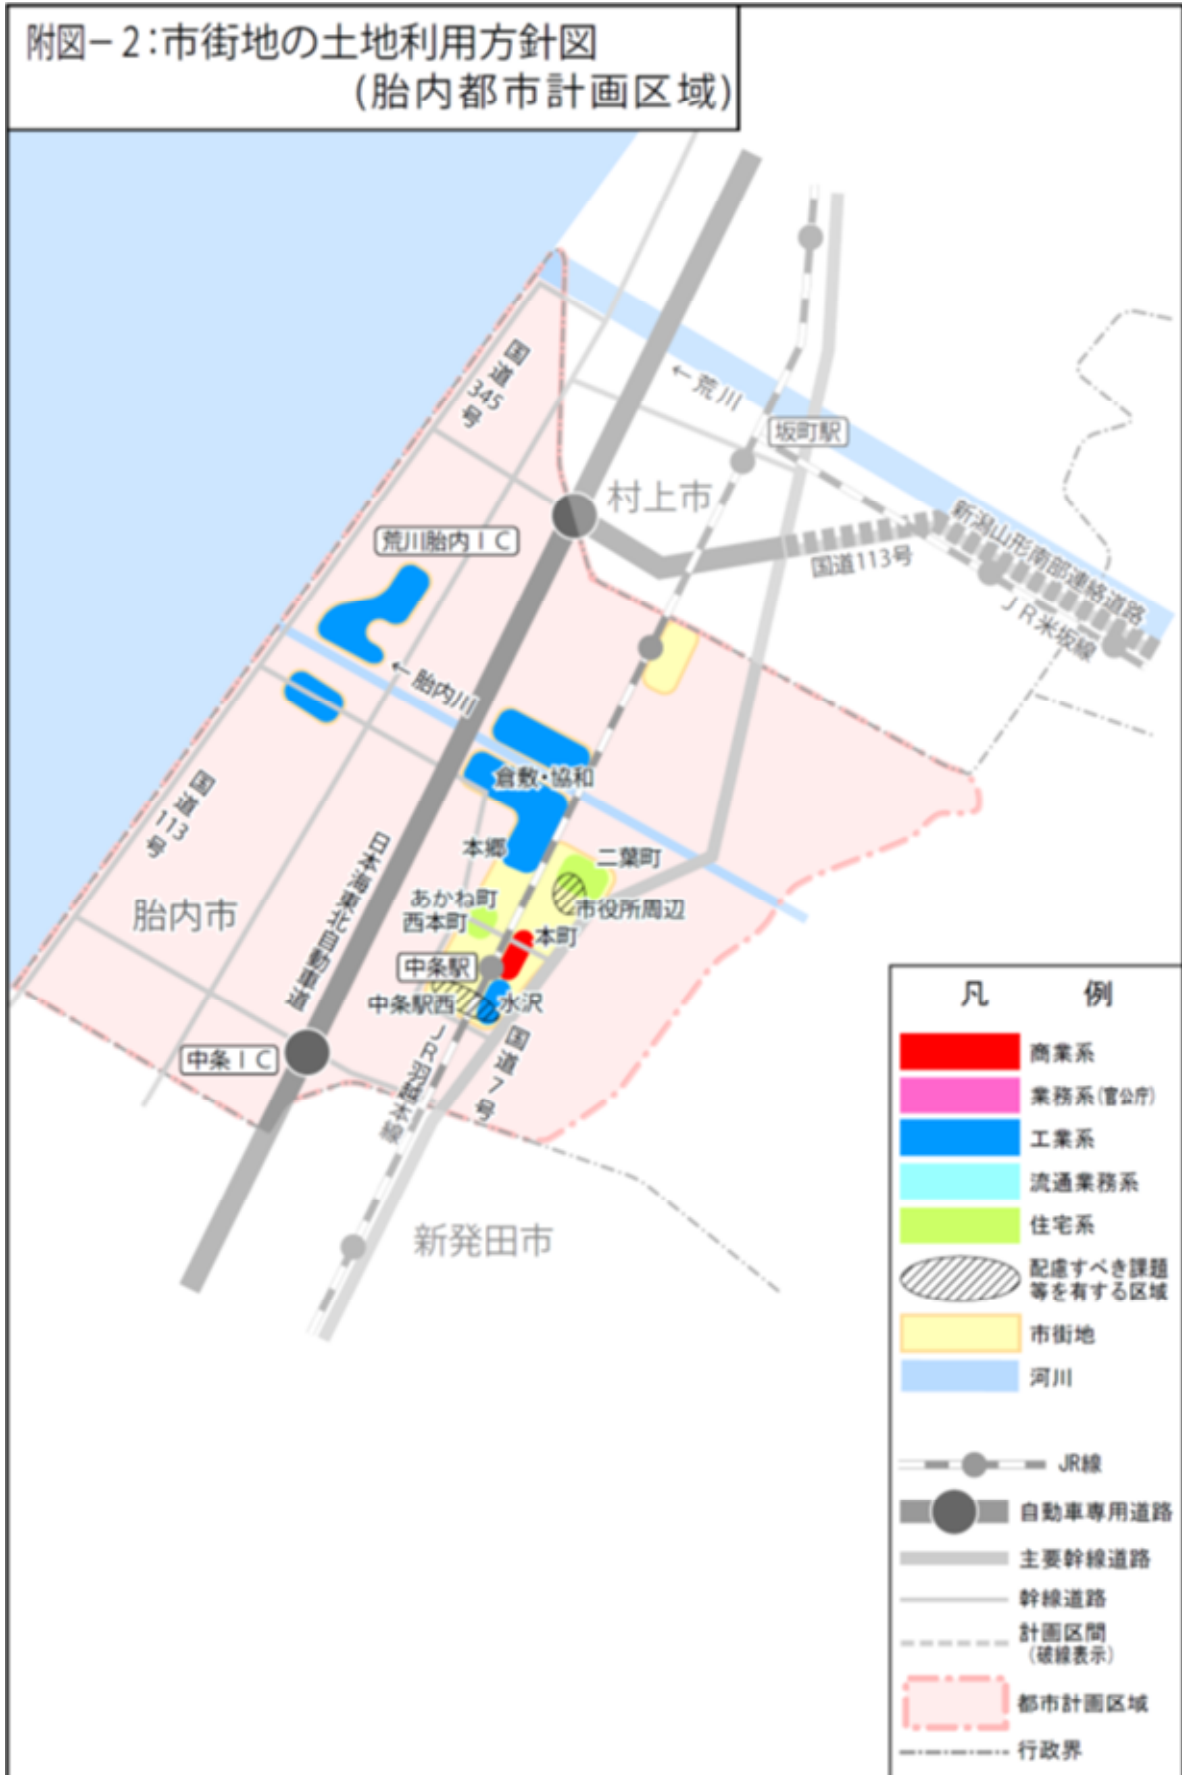 附図－2：市街地の土地利用方針図
(胎内都市計画区域)
国道345号
←荒川
坂町駅
村上市
荒川胎内ＩＣ
新潟山形南部連絡道路
国道113号
ＪＲ米坂線
←胎内川
倉敷・協和
国道113号
本郷
二葉町
日本海東北自動車道
あかね町
西本町
市役所周辺
胎内市
本町
中条駅
中条駅西
水沢
国道7号
中条ＩＣ
ＪＲ羽越本線
新発田市
凡例
商業系
業務系(官公庁)
工業系
流通業務系
住宅系
配慮すべき課題
等を有する区域
市街地
河川
JR線
自動車専用道路
主要幹線道路
幹線道路
計画区間
(破線表示)
都市計画区域
行政界